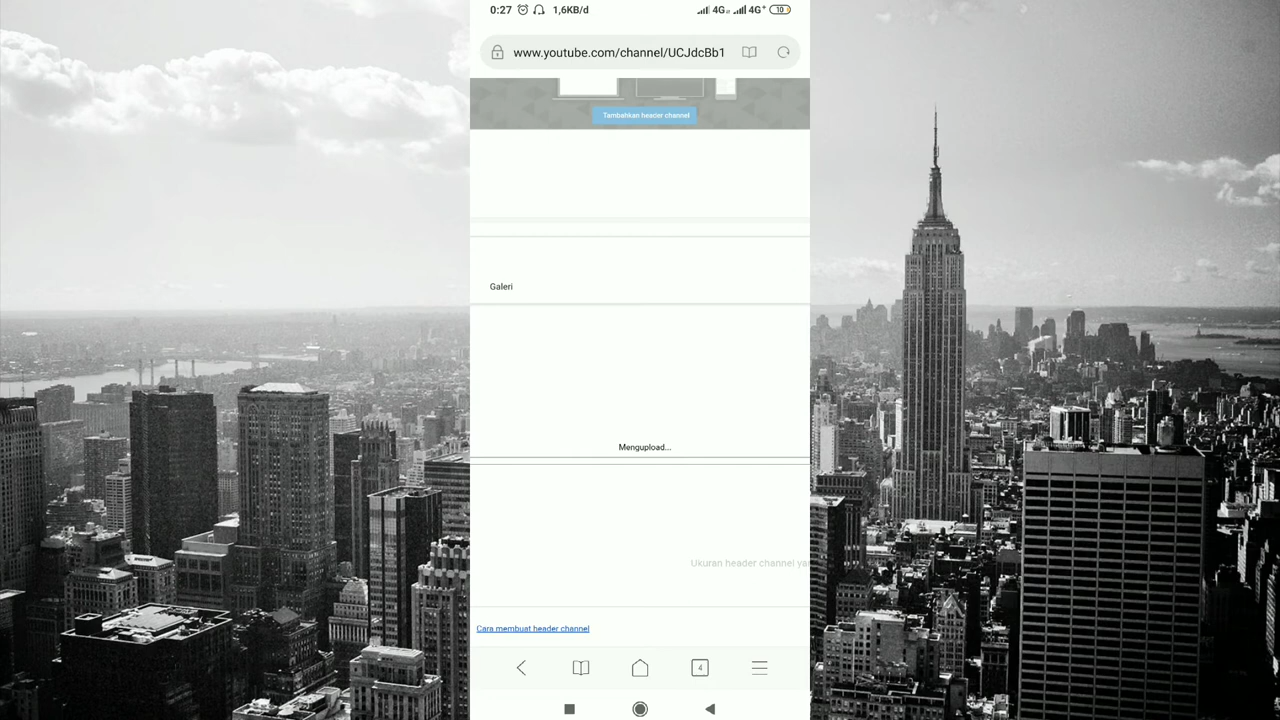 0:27 1,6KB/d 4G 4G+ 10
www.youtube.com/channel/UCJdcBb1
Tambahkan header channel
Galeri
Mengupload...
Ukuran header channel yan
Cara membuat header channel
4